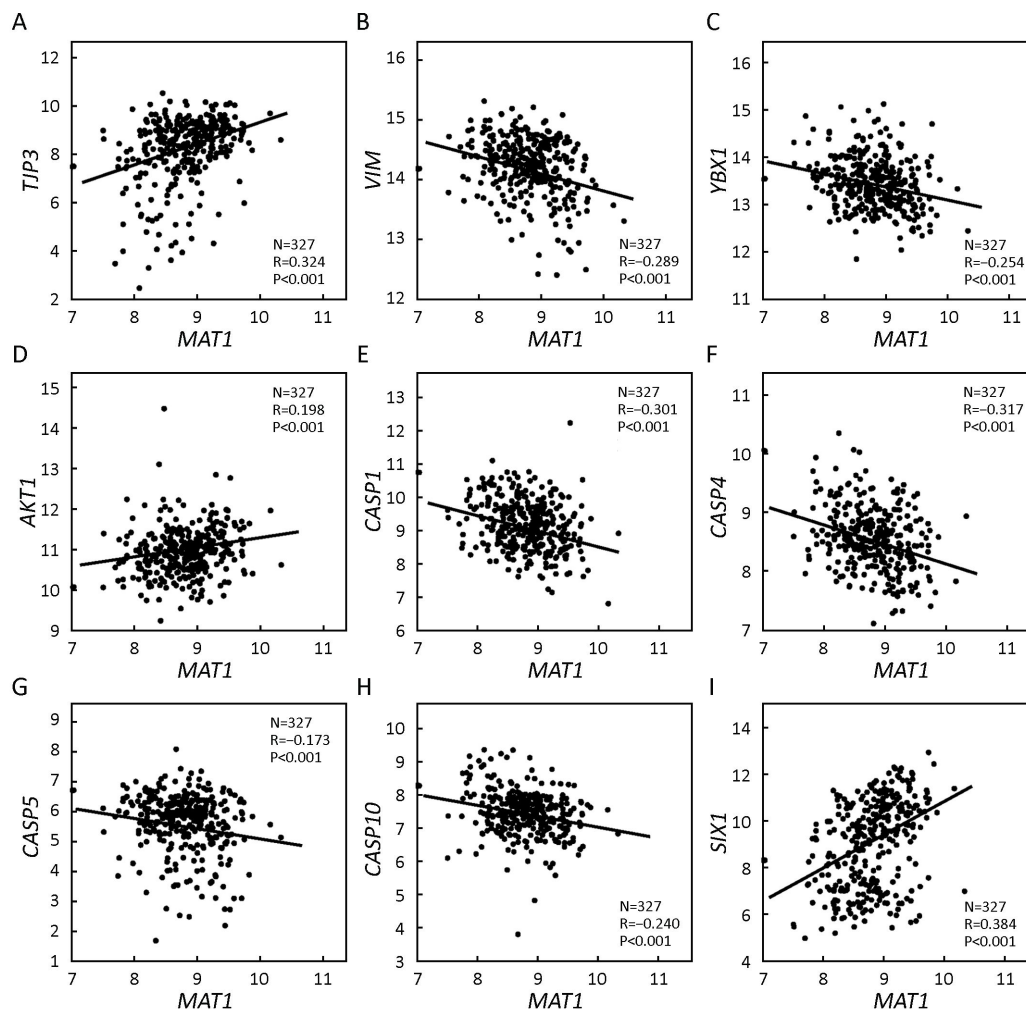 A
12
10
8
6
4
2
TJP3
N=327
R=0.324
P<0.001
7 8 9 10 11
MAT1
B
16
15
14
13
12
VIM
N=327
R=−0.289
P<0.001
7 8 9 10 11
MAT1
C
16
15
14
13
12
11
YBX1
N=327
R=−0.254
P<0.001
7 8 9 10 11
MAT1
D
15
14
13
12
11
10
9
AKT1
N=327
R=0.198
P<0.001
7 8 9 10 11
MAT1
E
13
12
11
10
9
8
7
6
CASP1
N=327
R=−0.301
P<0.001
7 8 9 10 11
MAT1
F
11
10
9
8
7
CASP4
N=327
R=−0.317
P<0.001
7 8 9 10 11
MAT1
G
9
8
7
6
5
4
3
2
1
CASP5
N=327
R=−0.173
P<0.001
7 8 9 10 11
MAT1
H
10
9
8
7
6
5
4
3
CASP10
N=327
R=−0.240
P<0.001
7 8 9 10 11
MAT1
I
14
12
10
8
6
4
SIX1
N=327
R=0.384
P<0.001
7 8 9 10 11
MAT1